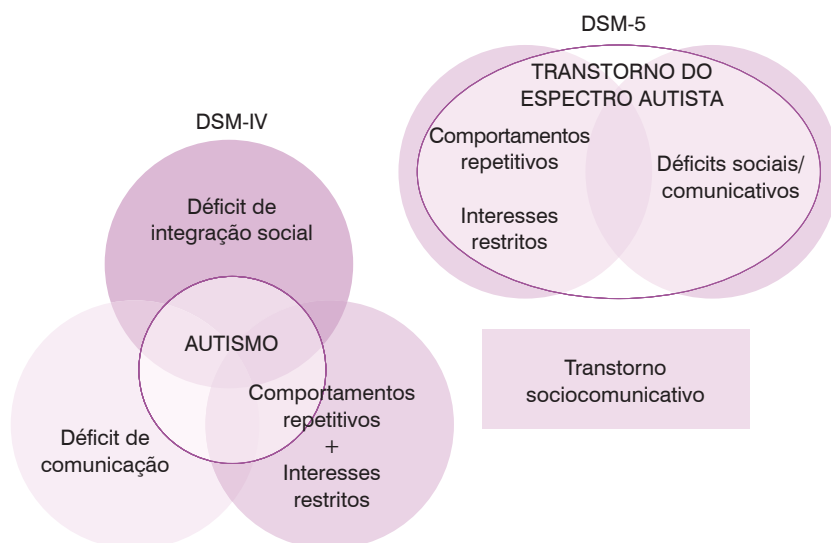 DSM-IV
Déficit de
integração social
AUTISMO
Déficit de
comunicação
Comportamentos
repetitivos
+
Interesses
restritos
DSM-5
TRANSTORNO DO
ESPECTRO AUTISTA
Comportamentos
repetitivos
Interesses
restritos
Déficits sociais/
comunicativos
Transtorno
sociocomunicativo